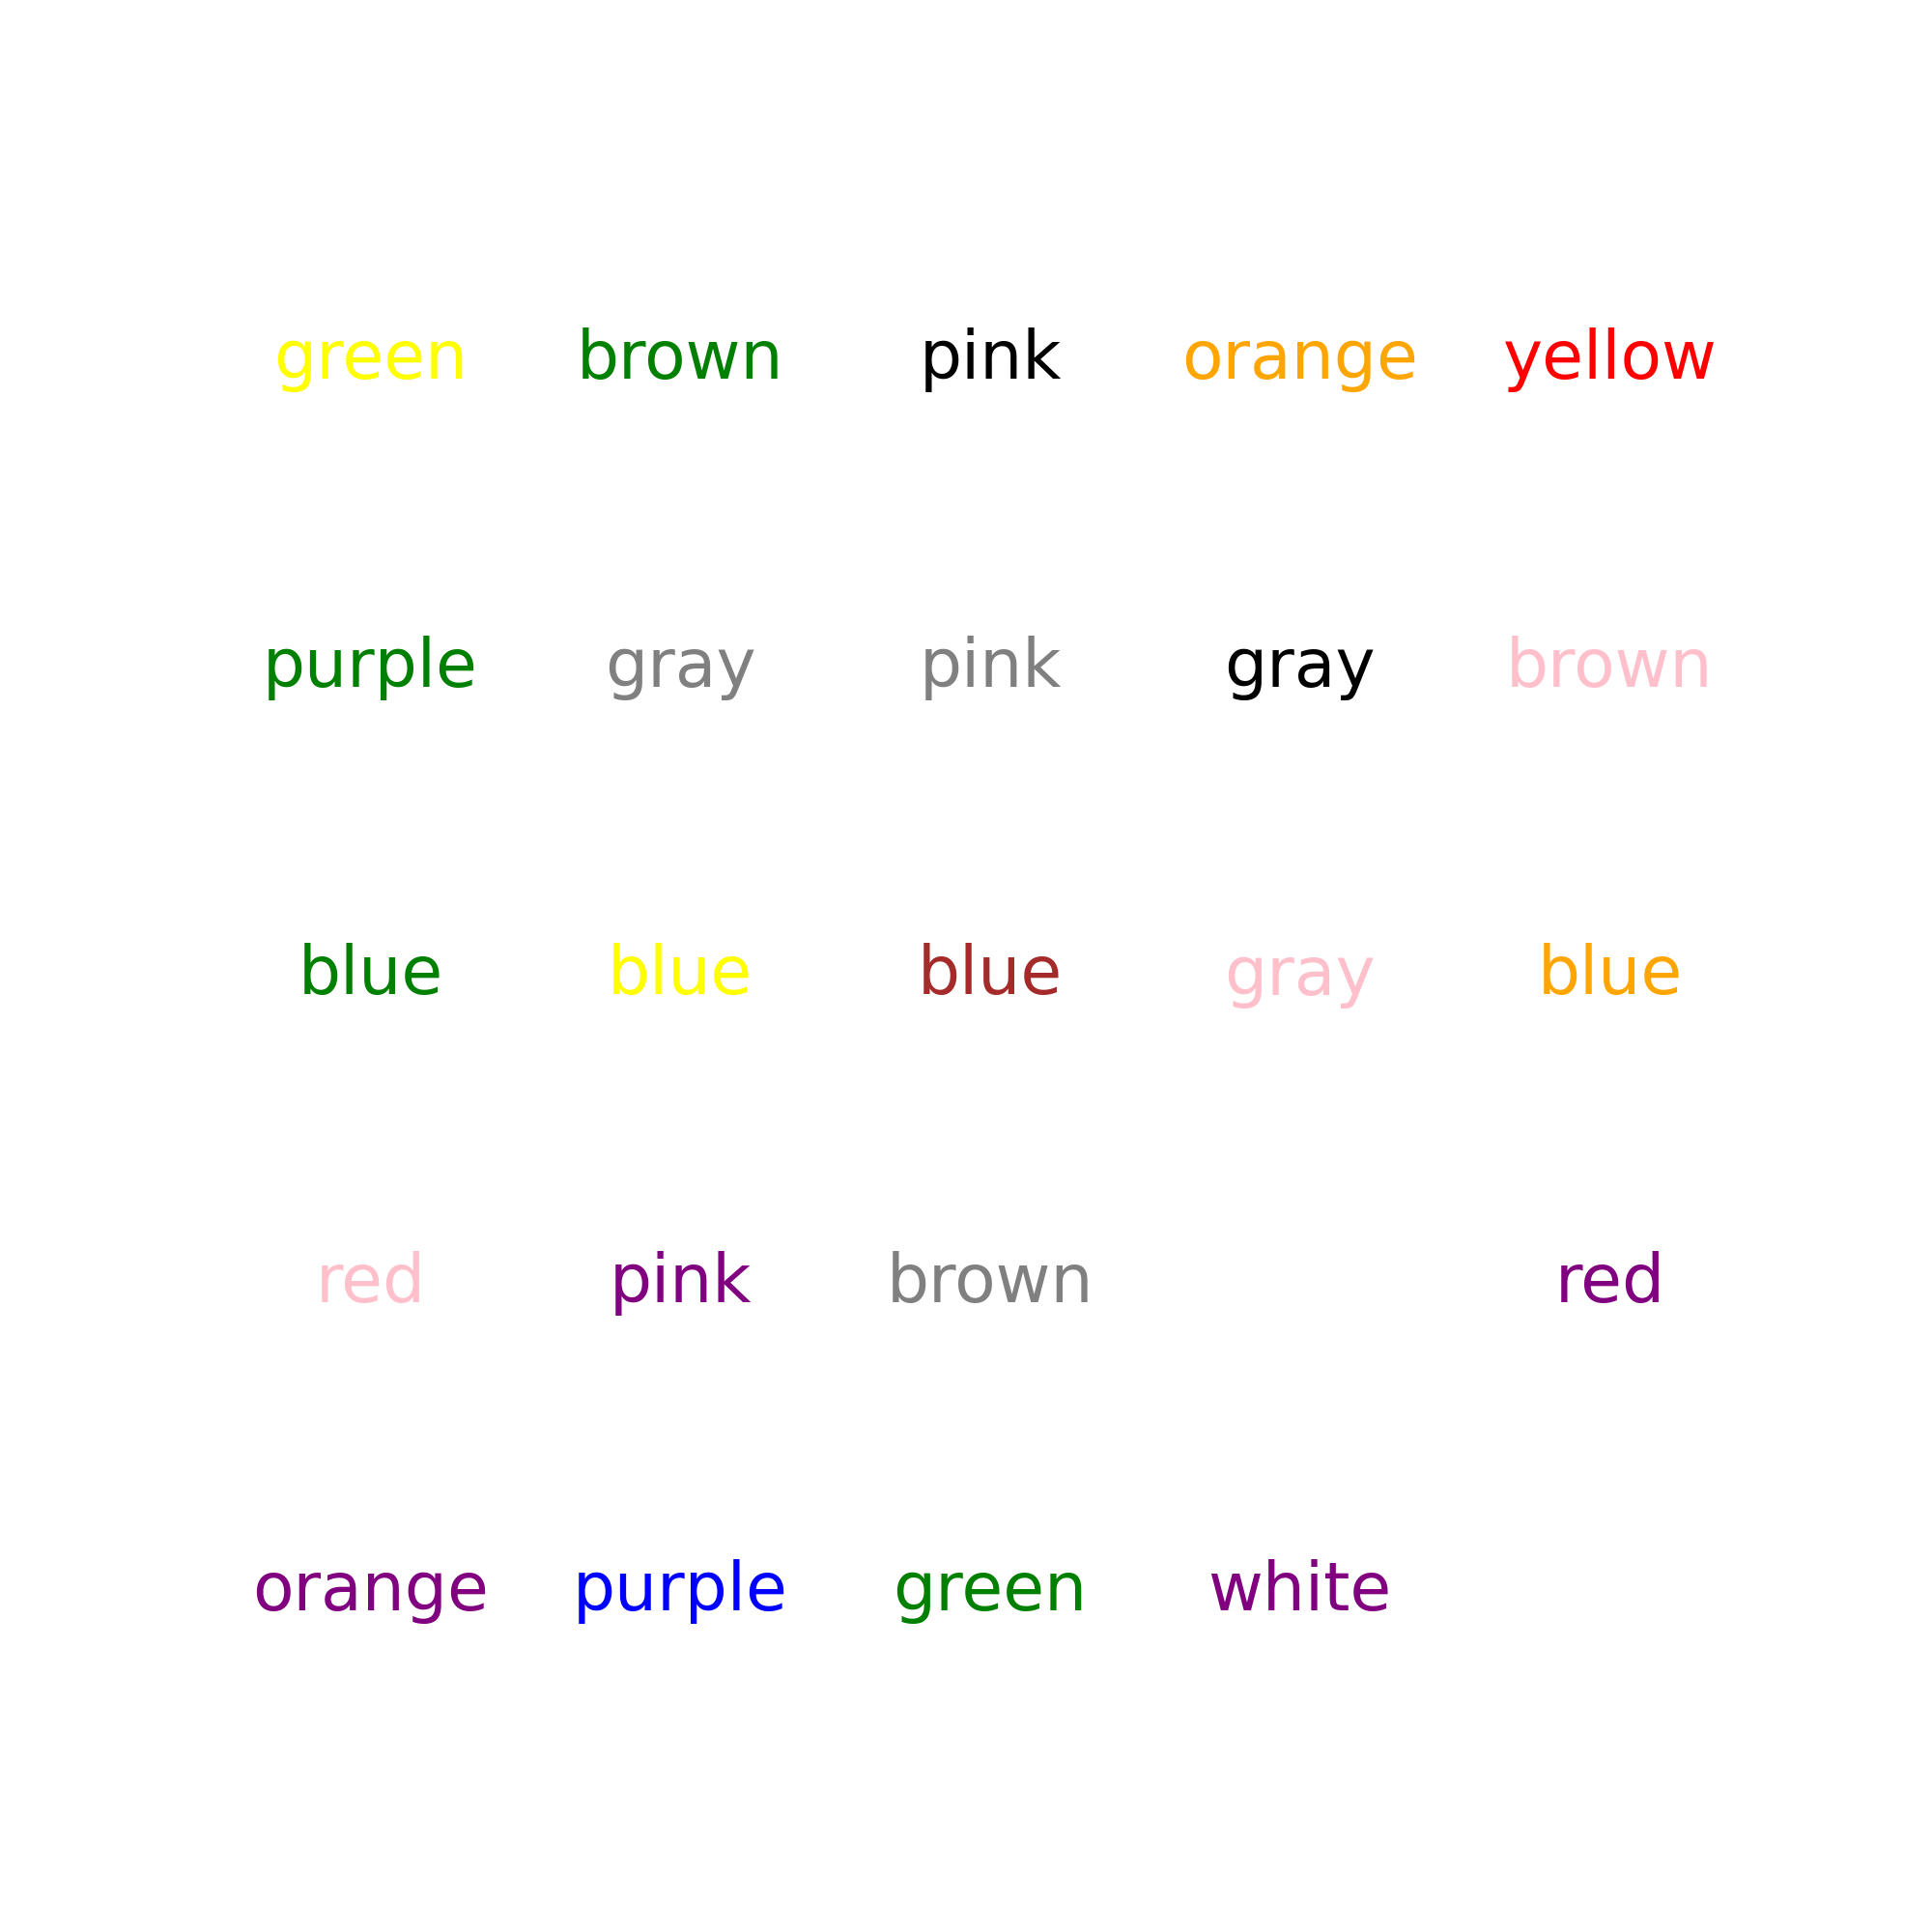 green brown pink orange yellow
purple gray pink gray brown
blue blue blue gray blue
red pink brown red
orange purple green white